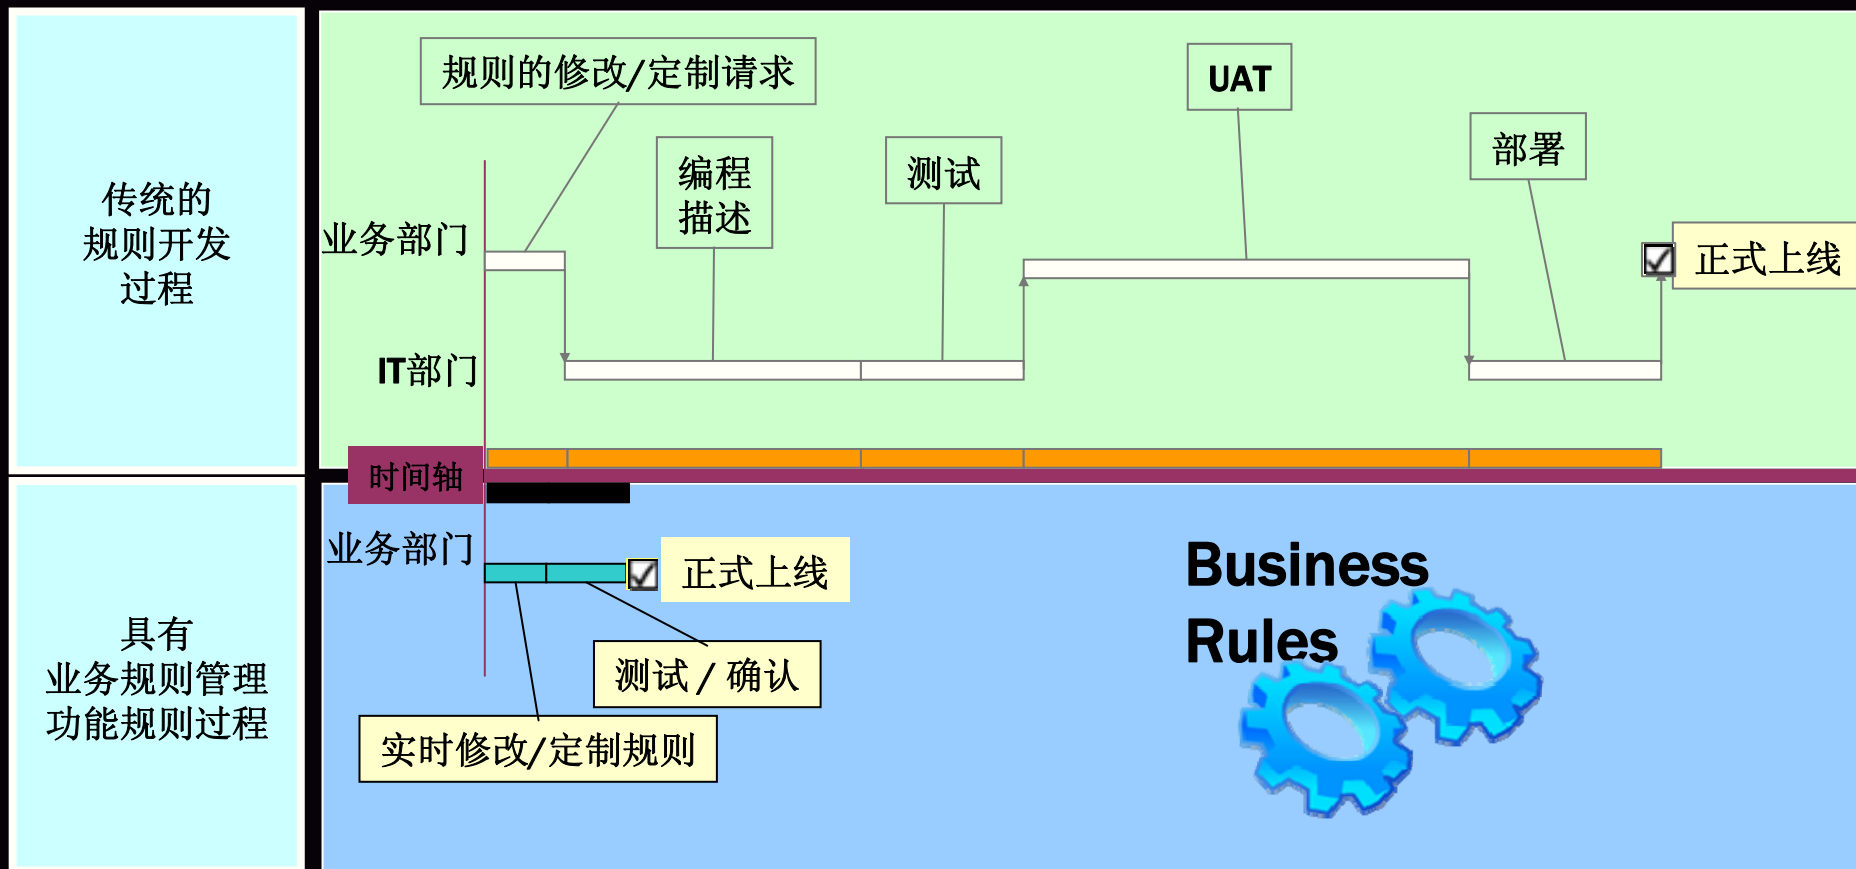 传统的
规则开发
过程
规则的修改/定制请求
UAT
编程
描述
测试
部署
业务部门
正式上线
IT部门
时间轴
具有
业务规则管理
功能规则过程
业务部门
正式上线
测试 / 确认
实时修改/定制规则
Business
Rules